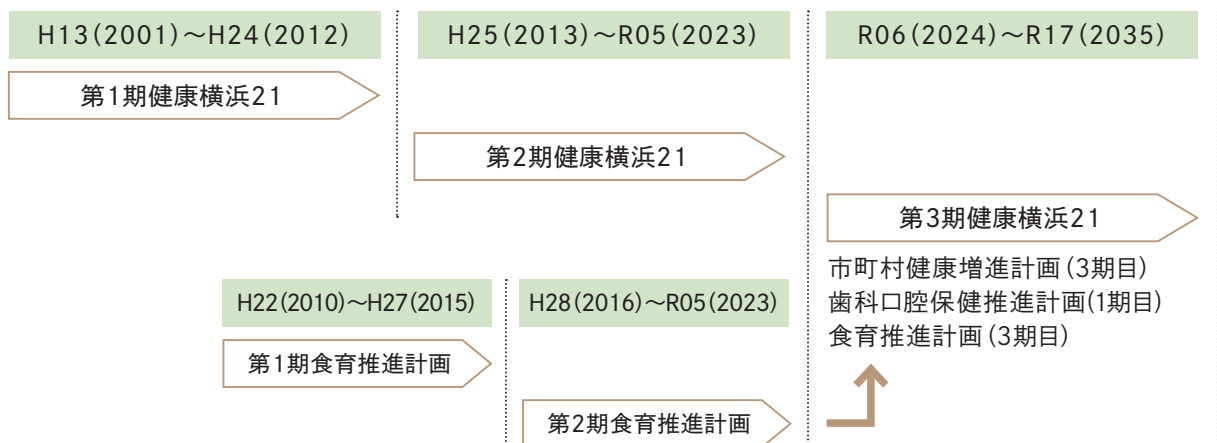 H13(2001)～H24(2012)
H25(2013)～R05(2023)
R06(2024)～R17(2035)
第1期健康横浜21
第2期健康横浜21
第3期健康横浜21
市町村健康増進計画(3期目)
歯科口腔保健推進計画(1期目)
食育推進計画(3期目)
H22(2010)～H27(2015)
H28(2016)～R05(2023)
第1期食育推進計画
第2期食育推進計画